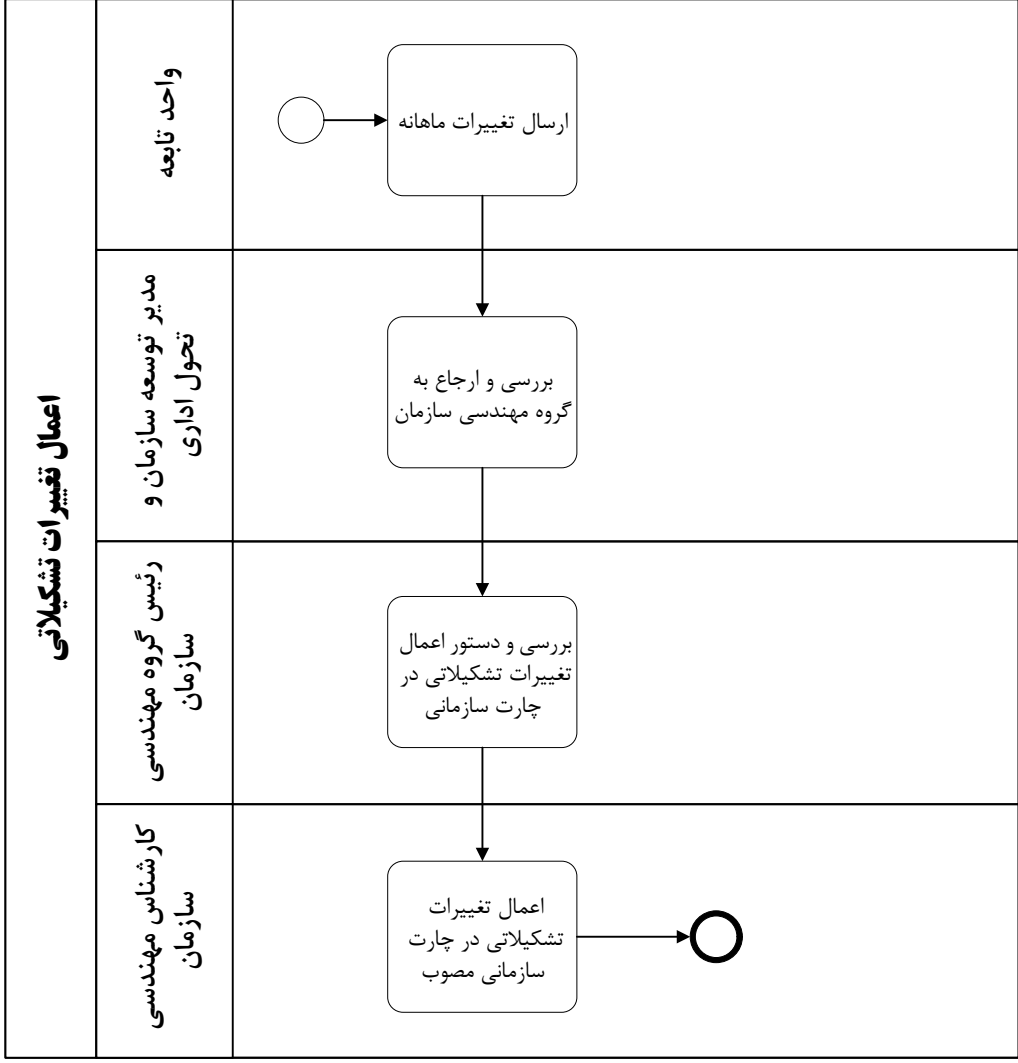 اعمال تغییرات تشکیلاتی
واحد تابعه
ارسال تغییرات ماهانه
مدیر توسعه سازمان و
تحول اداری
بررسی و ارجاع به
گروه مهندسی سازمان
رئیس گروه مهندسی
سازمان
بررسی و دستور اعمال
تغییرات تشکیلاتی در
چارت سازمانی
کارشناس مهندسی
سازمان
اعمال تغییرات
تشکیلاتی در چارت
سازمانی مصوب